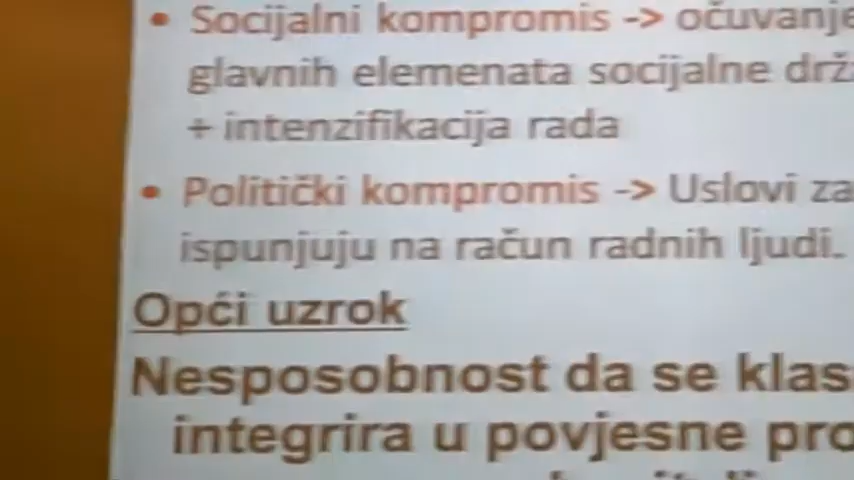 • Socijalni kompromis -> očuvanje
glavnih elemenata socijalne drž
+ intenzifikacija rada
• Politički kompromis -> Uslovi za
ispunjuju na račun radnih ljudi.
Opći uzrok
Nesposobnost da se klas
integrira u povjesne pro